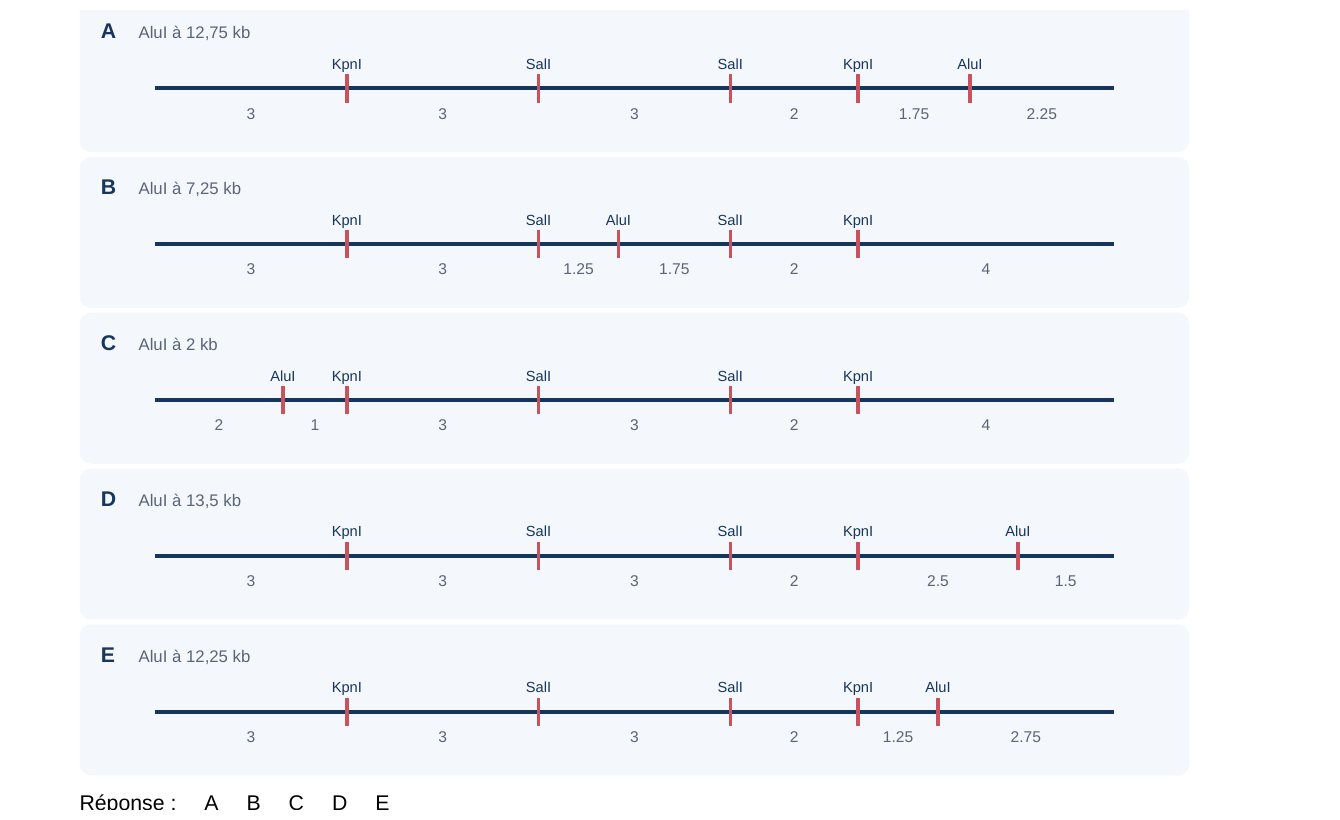 A AluI à 12,75 kb
KpnI SalI SalI KpnI AluI
3 3 3 2 1.75 2.25
B AluI à 7,25 kb
KpnI SalI AluI SalI KpnI
3 3 1.25 1.75 2 4
C AluI à 2 kb
AluI KpnI SalI SalI KpnI
2 1 3 3 2 4
D AluI à 13,5 kb
KpnI SalI SalI KpnI AluI
3 3 3 2 2.5 1.5
E AluI à 12,25 kb
KpnI SalI SalI KpnI AluI
3 3 3 2 1.25 2.75
Réponse : A B C D E